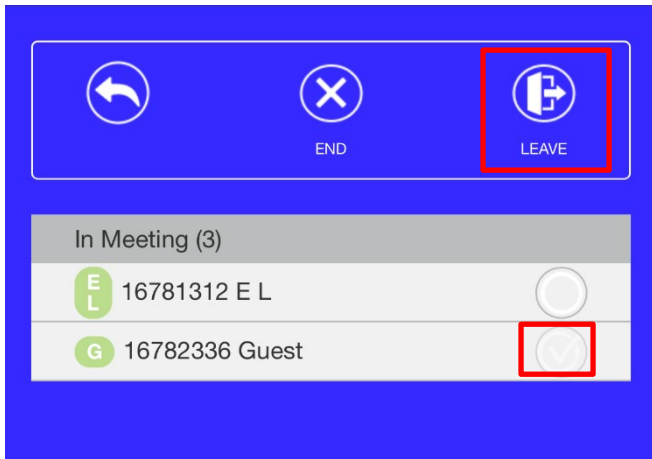 END
LEAVE
In Meeting (3)
E
L
16781312 E L
G
16782336 Guest